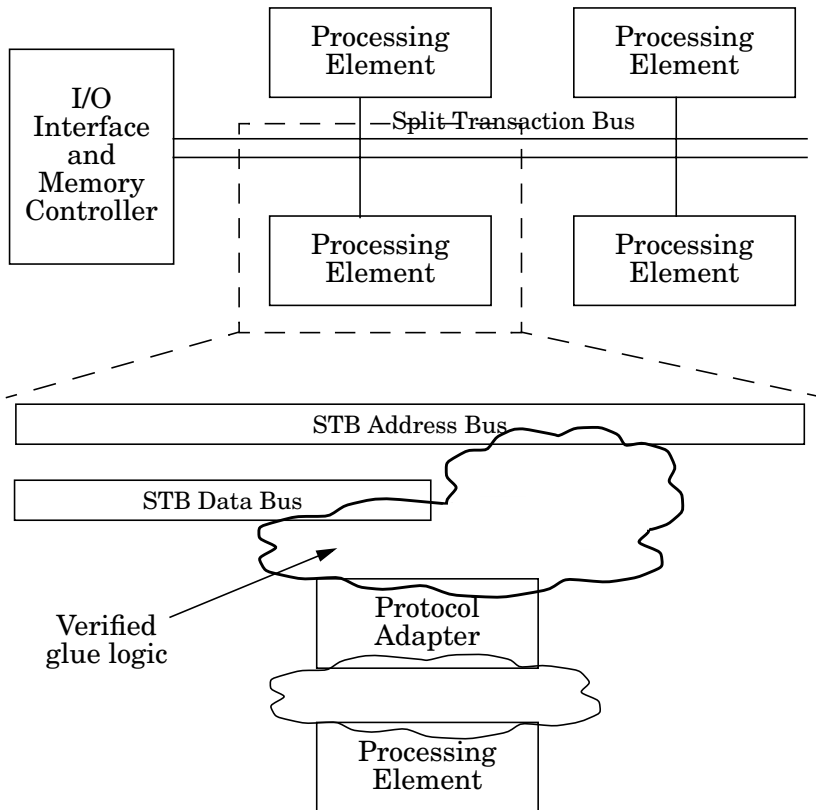 Processing
Element
Processing
Element
I/O
Interface
and
Memory
Controller
Split Transaction Bus
Processing
Element
Processing
Element
STB Address Bus
STB Data Bus
Verified
glue logic
Protocol
Adapter
Processing
Element